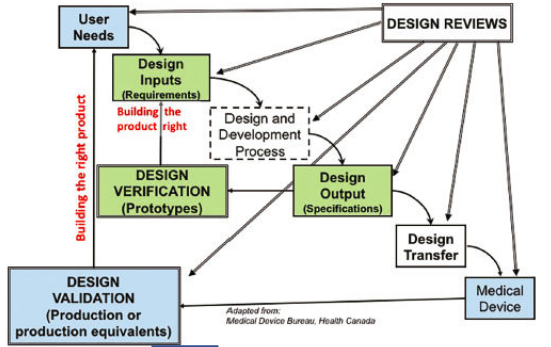 User
Needs
DESIGN REVIEWS
Design
Inputs
(Requirements)
Building the
product right
Design and
Development
Process
Building the right product
DESIGN
VERIFICATION
(Prototypes)
Design
Output
(Specifications)
Design
Transfer
DESIGN
VALIDATION
(Production or
production equivalents)
Medical
Device
Adapted from:
Medical Device Bureau, Health Canada